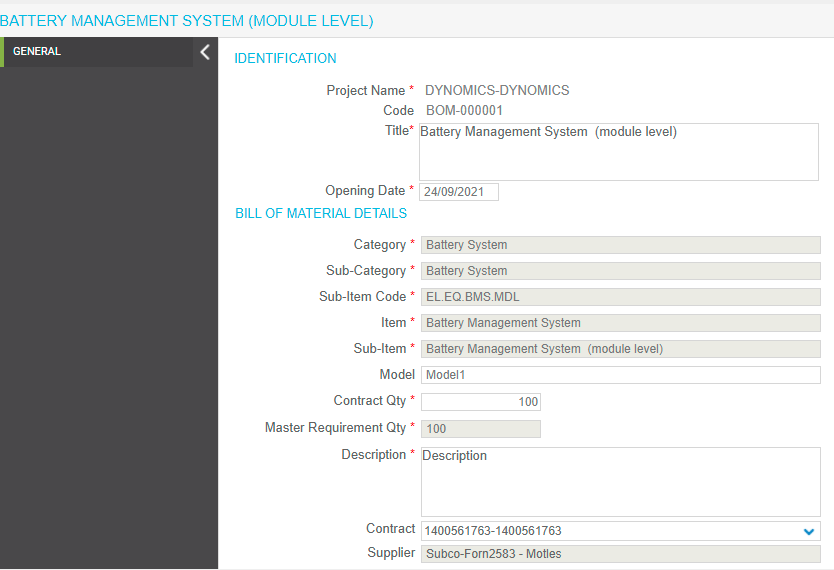 BATTERY MANAGEMENT SYSTEM (MODULE LEVEL)
GENERAL
IDENTIFICATION
Project Name * DYNOMICS-DYNOMICS
Code BOM-000001
Title* Battery Management System (module level)
Opening Date * 24/09/2021
BILL OF MATERIAL DETAILS
Category * Battery System
Sub-Category * Battery System
Sub-Item Code * EL.EQ.BMS.MDL
Item * Battery Management System
Sub-Item * Battery Management System (module level)
Model Model1
Contract Qty * 100
Master Requirement Qty * 100
Description * Description
Contract 1400561763-1400561763
Supplier Subco-Forn2583 - Motles